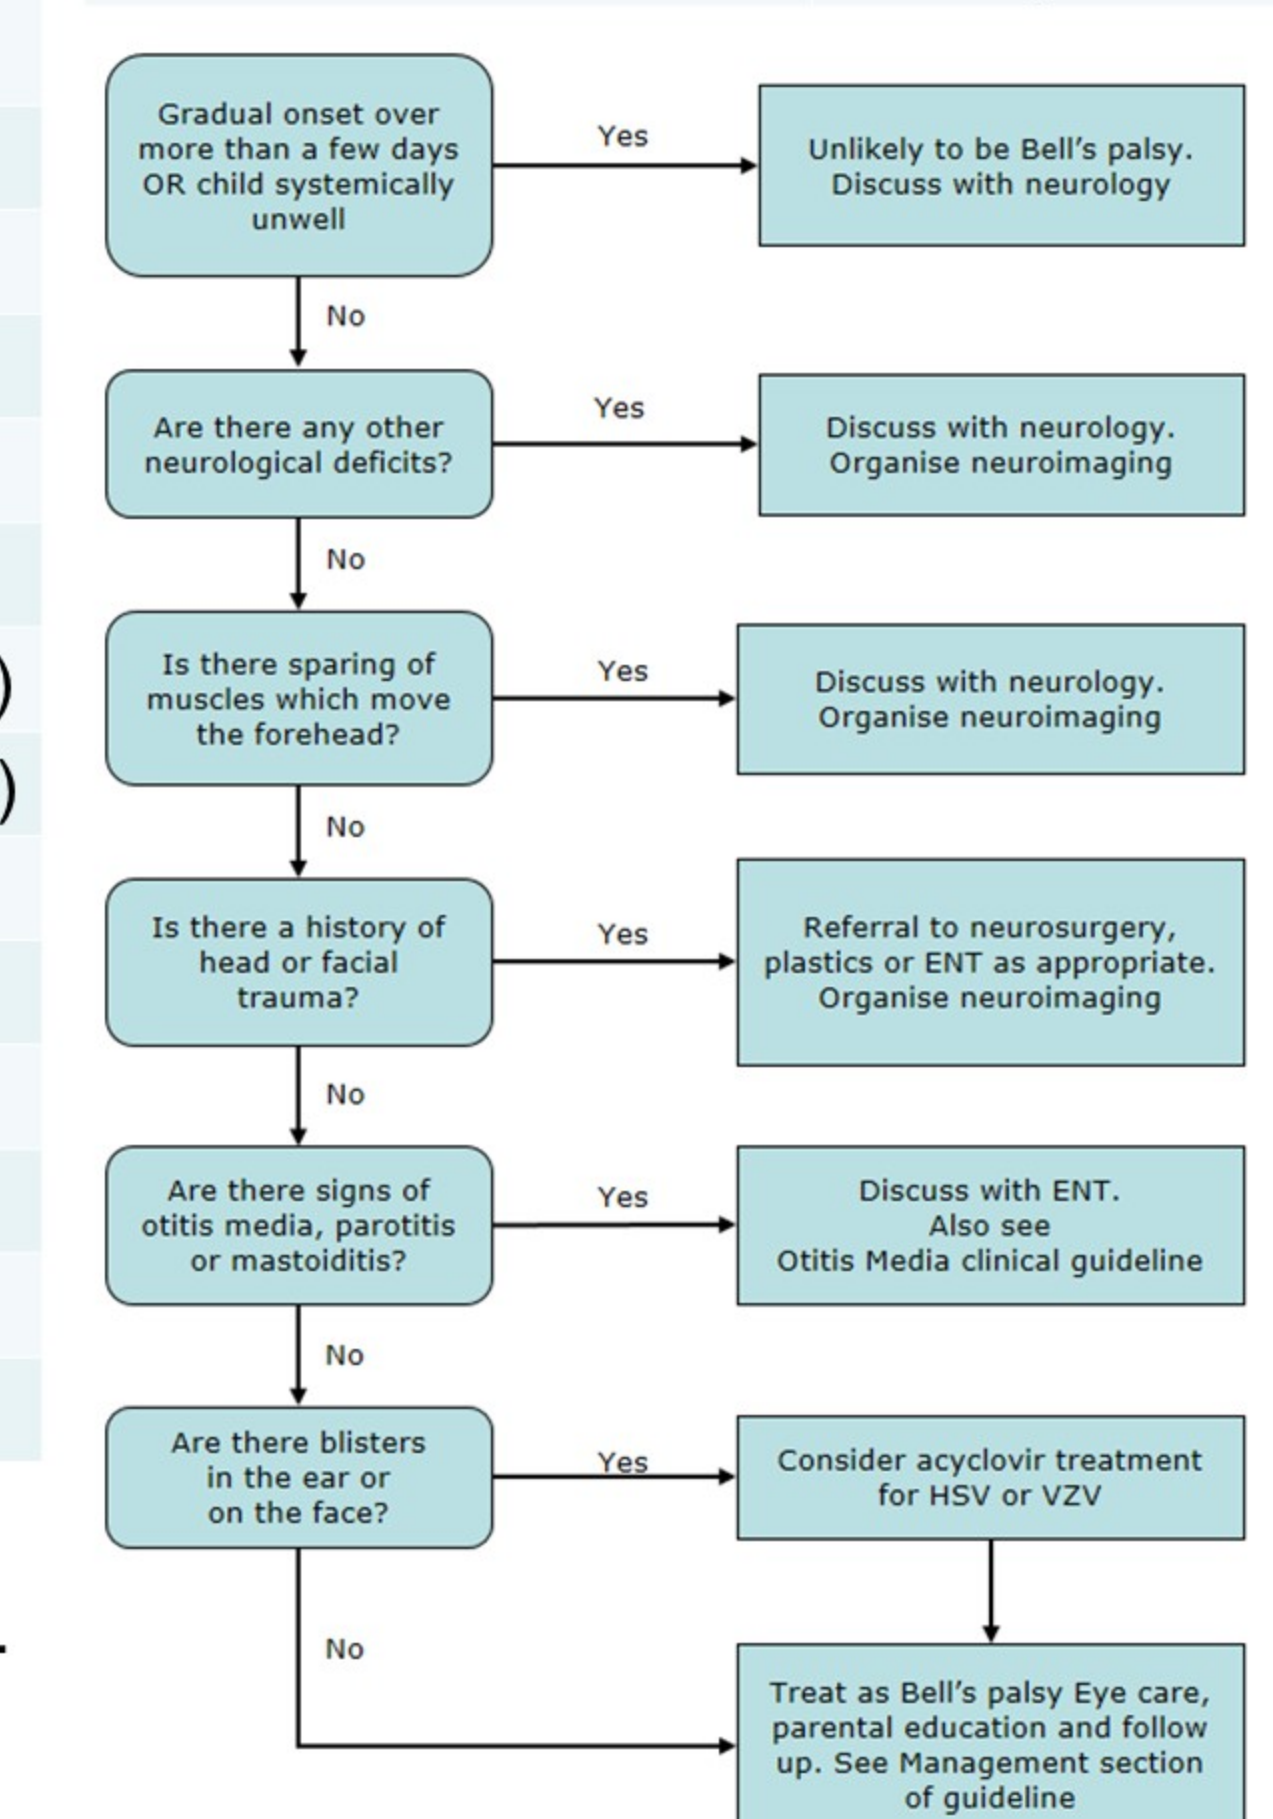 Gradual onset over
more than a few days
OR child systemically
unwell
Yes
Unlikely to be Bell's palsy.
Discuss with neurology
No
Are there any other
neurological deficits?
Yes
Discuss with neurology.
Organise neuroimaging
No
Is there sparing of
muscles which move
the forehead?
Yes
Discuss with neurology.
Organise neuroimaging
)
)
No
Is there a history of
head or facial
trauma?
Yes
Referral to neurosurgery,
plastics or ENT as appropriate.
Organise neuroimaging
No
Are there signs of
otitis media, parotitis
or mastoiditis?
Yes
Discuss with ENT.
Also see
Otitis Media clinical guideline
No
Are there blisters
in the ear or
on the face?
Yes
Consider acyclovir treatment
for HSV or VZV
.
No
Treat as Bell's palsy Eye care,
parental education and follow
up. See Management section
of guideline